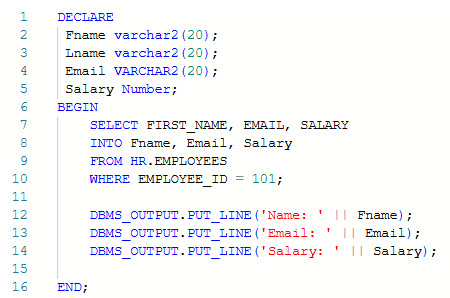 1 DECLARE
2 Fname varchar2(20);
3 Lname varchar2(20);
4 Email VARCHAR2(20);
5 Salary Number;
6 BEGIN
7 SELECT FIRST_NAME, EMAIL, SALARY
8 INTO Fname, Email, Salary
9 FROM HR.EMPLOYEES
10 WHERE EMPLOYEE_ID = 101;
11
12 DBMS_OUTPUT.PUT_LINE('Name: ' || Fname);
13 DBMS_OUTPUT.PUT_LINE('Email: ' || Email);
14 DBMS_OUTPUT.PUT_LINE('Salary: ' || Salary);
15
16 END;